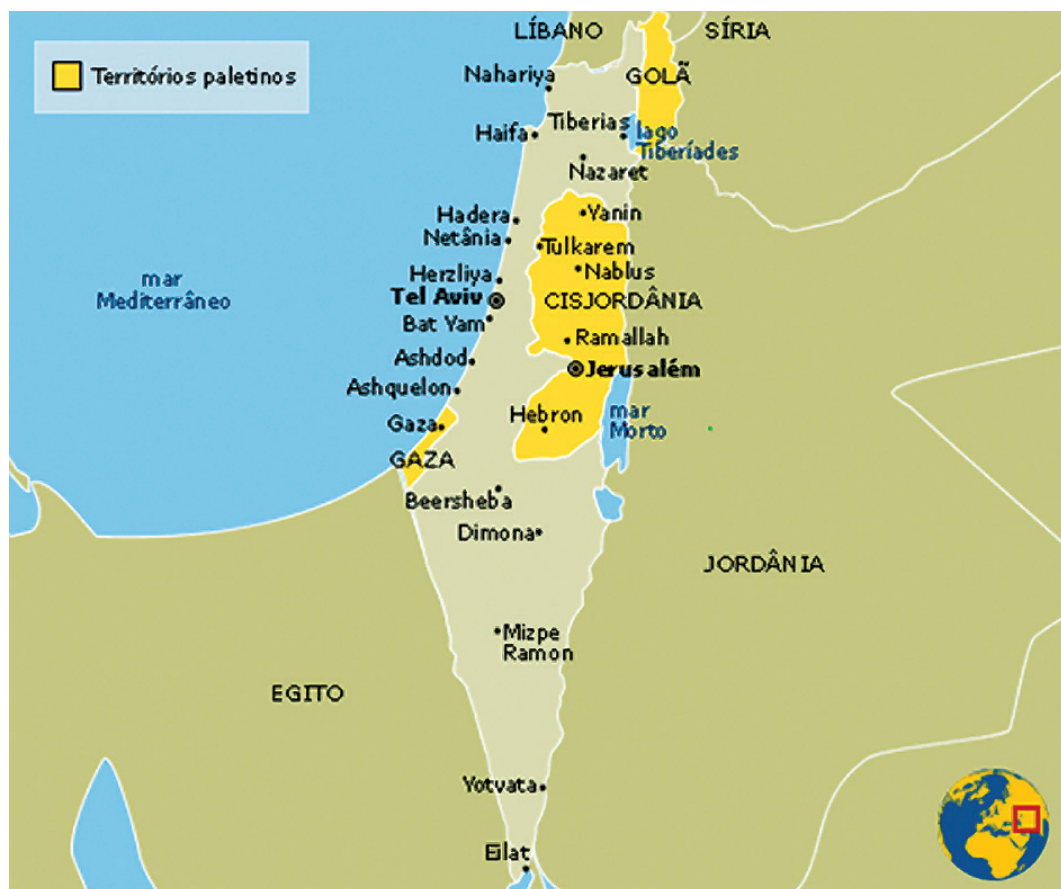 Territórios paletinos
LÍBANO
SÍRIA
Nahariya
GOLÃ
Tiberias
Haifa
lago
Tiberíades
Nazaret
Hadera
Yanin
Netânia
Tulkarem
Nablus
mar
Mediterrâneo
Herzliya
Tel Aviv
CISJORDÂNIA
Bat Yam
Ramallah
Ashdod
Jerusalém
Ashquelon
Gaza
Hebron
mar
Morto
GAZA
Beersheba
Dimona
JORDÂNIA
Mizpe
Ramon
EGITO
Yotvata
Eilat